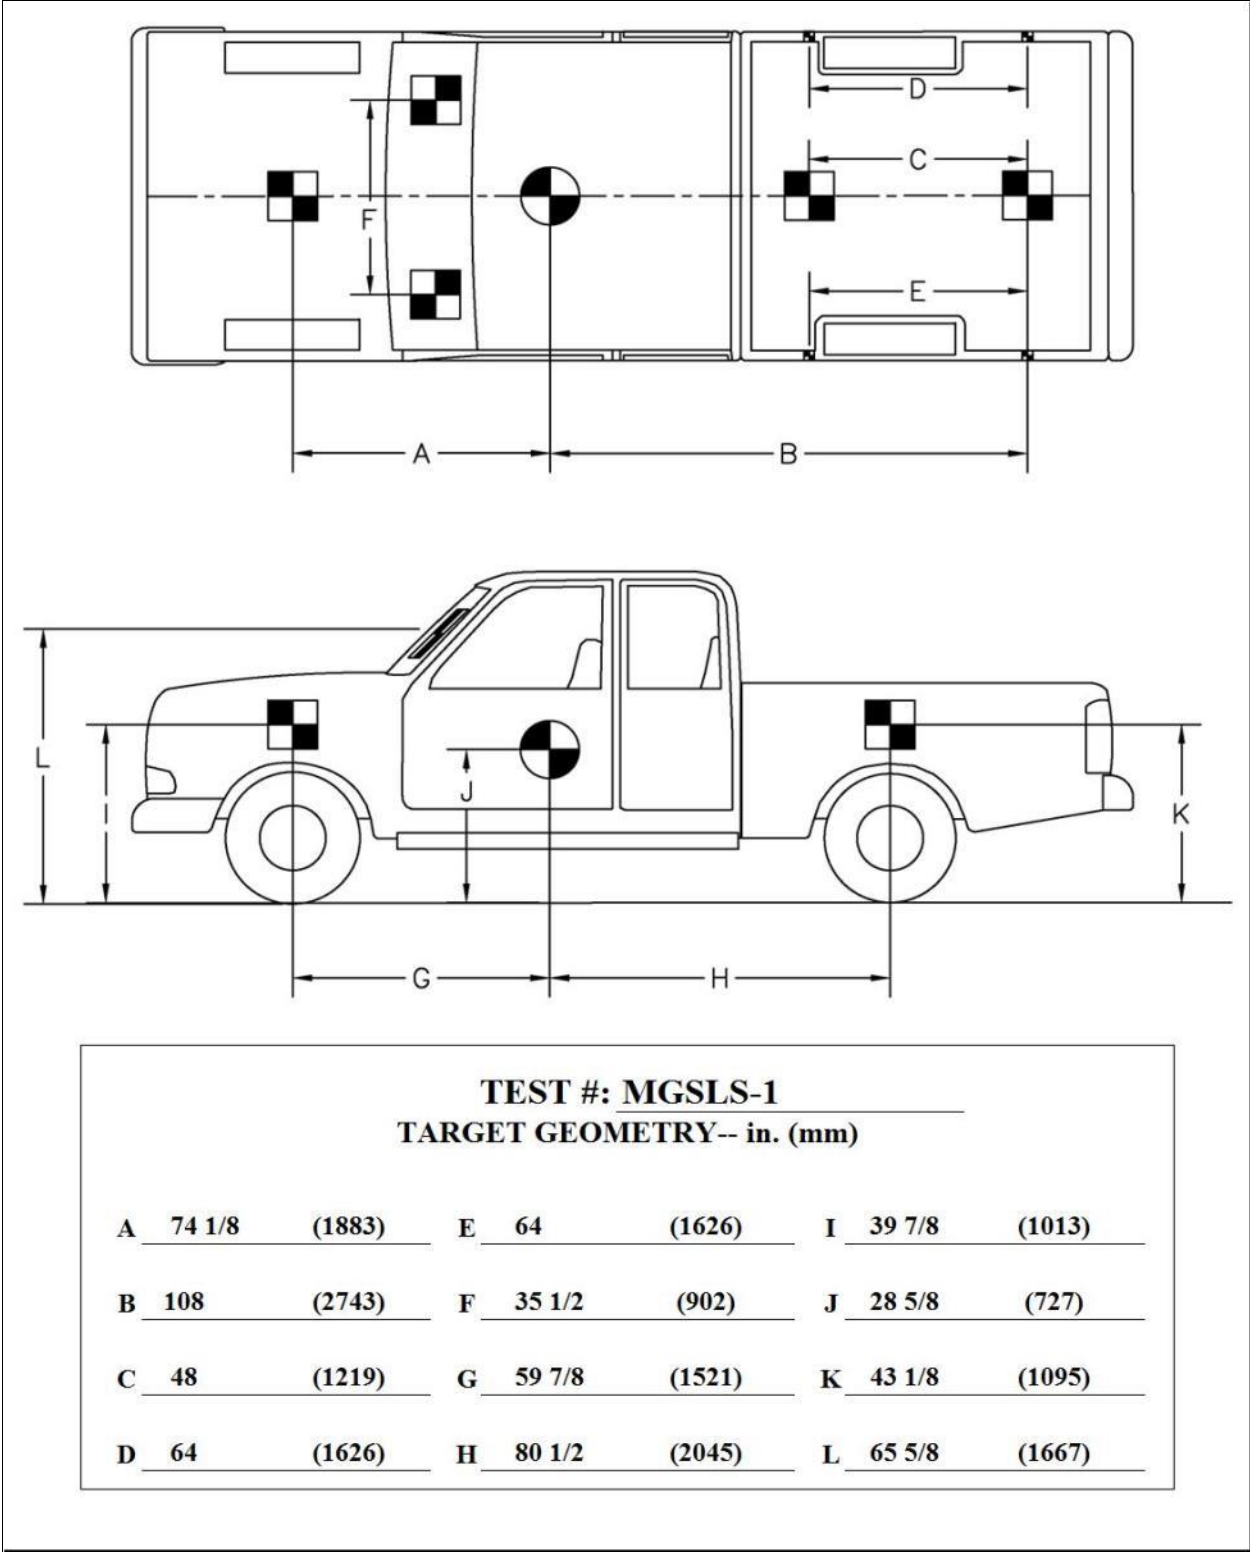 D
C
F
E
A
B
L
I
J
K
G
H
TEST #: MGSLS-1
TARGET GEOMETRY-- in. (mm)
A 74 1/8 (1883) E 64 (1626) I 39 7/8 (1013)
B 108 (2743) F 35 1/2 (902) J 28 5/8 (727)
C 48 (1219) G 59 7/8 (1521) K 43 1/8 (1095)
D 64 (1626) H 80 1/2 (2045) L 65 5/8 (1667)